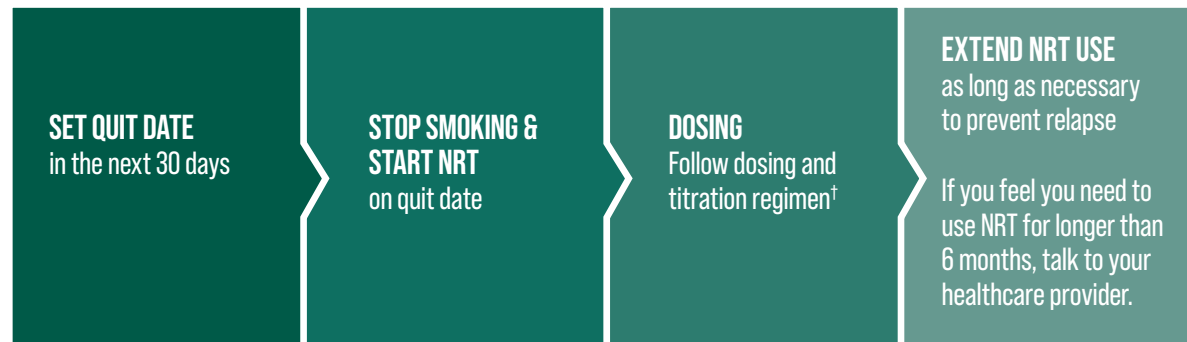 SET QUIT DATE
in the next 30 days
STOP SMOKING &
START NRT
on quit date
DOSING
Follow dosing and
titration regimen†
EXTEND NRT USE
as long as necessary
to prevent relapse
If you feel you need to
use NRT for longer than
6 months, talk to your
healthcare provider.